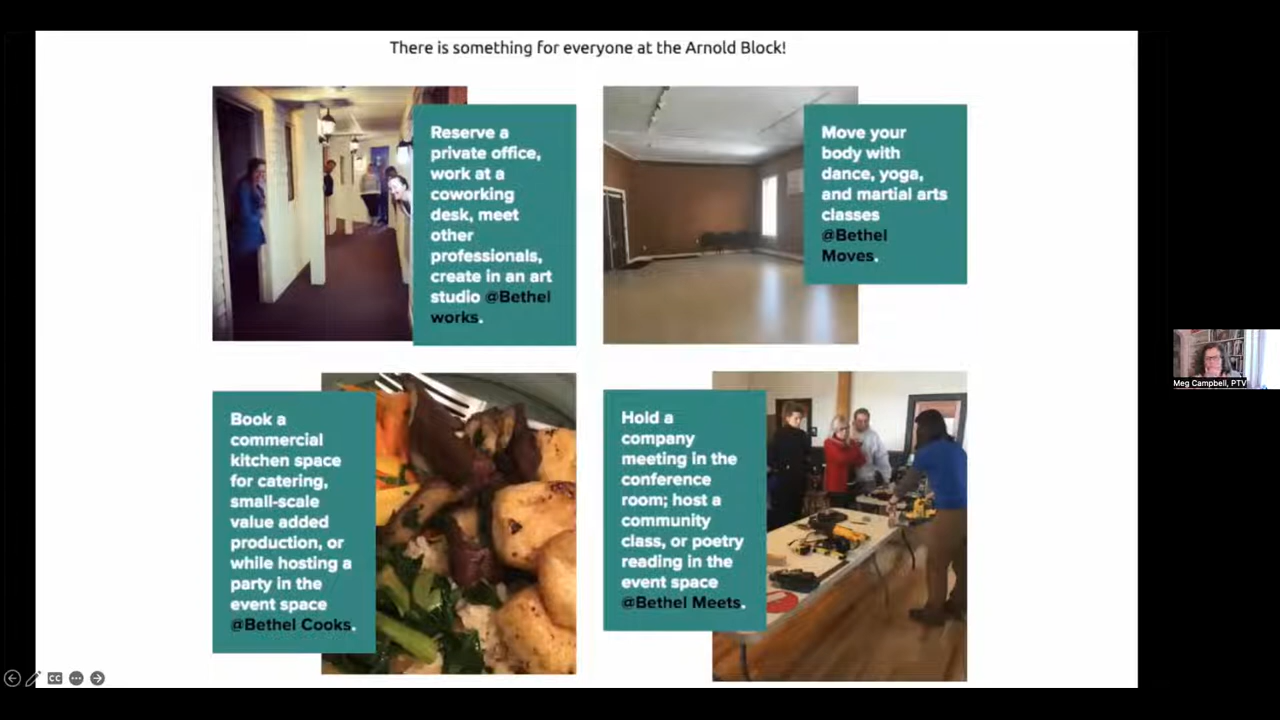 There is something for everyone at the Arnold Block!
Reserve a
private office,
work at a
coworking
desk, meet
other
professionals,
create in an art
studio @Bethel
works.
Move your
body with
dance, yoga,
and martial arts
classes
@Bethel
Moves.
Book a
commercial
kitchen space
for catering,
small-scale
value added
production, or
while hosting a
party in the
event space
@Bethel Cooks.
Hold a
company
meeting in the
conference
room; host a
community
class, or poetry
reading in the
event space
@Bethel Meets.
Meg Campbell, PTV
CC